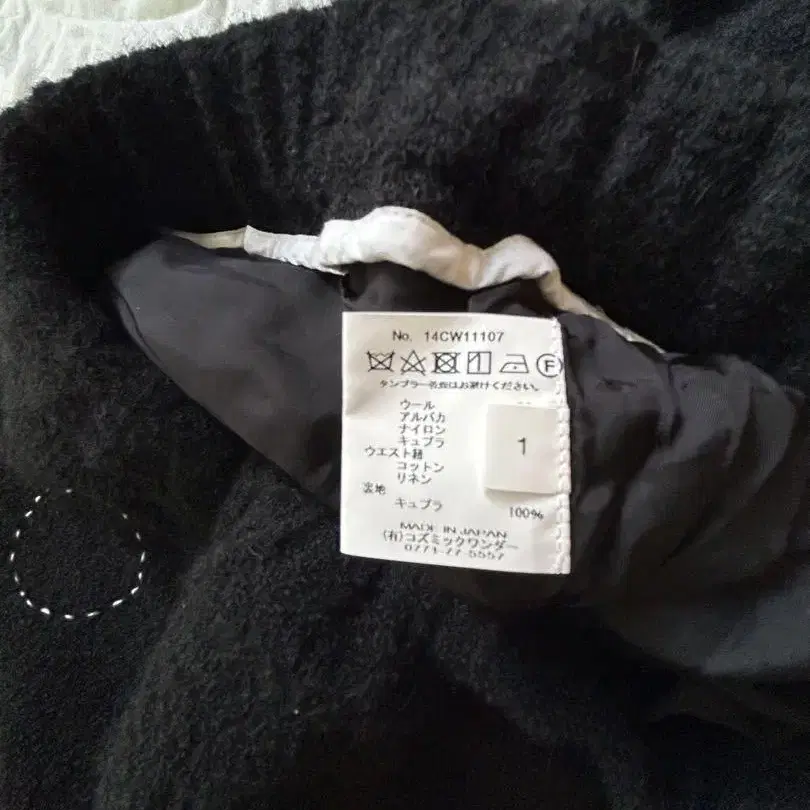 No. 14CW11107
F
タンブラー乾燥はお避けください。
ウール
アルパカ
ナイロン
キュプラ
ウエスト紐
コットン
リネン
裏地
キュプラ 100%
MADE IN JAPAN
(有)コズミックワンダー
0771-77-5557
1